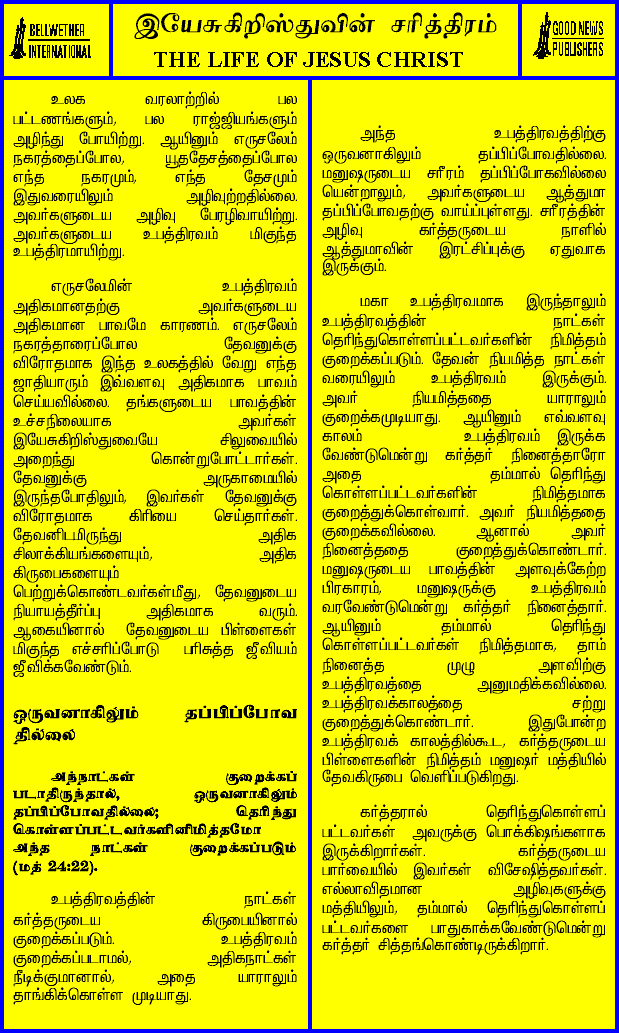 BELLWETHER
INTERNATIONAL
இயேசுகிறிஸ்துவின் சரித்திரம்
THE LIFE OF JESUS CHRIST
GOOD NEWS
PUBLISHERS
உலக வரலாற்றில் பல
பட்டணங்களும், பல ராஜ்ஜியங்களும்
அழிந்து போயிற்று. ஆயினும் எருசலேம்
நகரத்தைப்போல, யூததேசத்தைப்போல
எந்த நகரமும், எந்த தேசமும்
இதுவரையிலும் அழிவுற்றதில்லை.
அவர்களுடைய அழிவு பேரழிவாயிற்று.
அவர்களுடைய உபத்திரவம் மிகுந்த
உபத்திரமாயிற்று.
எருசலேமின் உபத்திரவம்
அதிகமானதற்கு அவர்களுடைய
அதிகமான பாவமே காரணம். எருசலேம்
நகரத்தாரைப்போல தேவனுக்கு
விரோதமாக இந்த உலகத்தில் வேறு எந்த
ஜாதியாரும் இவ்வளவு அதிகமாக பாவம்
செய்யவில்லை. தங்களுடைய பாவத்தின்
உச்சநிலையாக அவர்கள்
இயேசுகிறிஸ்துவையே சிலுவையில்
அறைந்து கொன்றுபோட்டார்கள்.
தேவனுக்கு அருகாமையில்
இருந்தபோதிலும், இவர்கள் தேவனுக்கு
விரோதமாக கிரியை செய்தார்கள்.
தேவனிடமிருந்து அதிக
சிலாக்கியங்களையும், அதிக
கிருபைகளையும்
பெற்றுக்கொண்டவர்கள்மீது, தேவனுடைய
நியாயத்தீர்ப்பு அதிகமாக வரும்.
ஆகையினால் தேவனுடைய பிள்ளைகள்
மிகுந்த எச்சரிப்போடு பரிசுத்த ஜீவியம்
ஜீவிக்கவேண்டும்.
ஒருவனாகிலும் தப்பிப்போவ
தில்லை
அந்நாட்கள் குறைக்கப்
படாதிருந்தால், ஒருவனாகிலும்
தப்பிப்போவதில்லை; தெரிந்து
கொள்ளப்பட்டவர்களினிமித்தமோ
அந்த நாட்கள் குறைக்கப்படும்
(மத் 24:22).
உபத்திரவத்தின் நாட்கள்
கர்த்தருடைய கிருபையினால்
குறைக்கப்படும். உபத்திரவம்
குறைக்கப்படாமல், அதிகநாட்கள்
நீடிக்குமானால், அதை யாராலும்
தாங்கிக்கொள்ள முடியாது.
அந்த உபத்திரவத்திற்கு
ஒருவனாகிலும் தப்பிப்போவதில்லை.
மனுஷருடைய சரீரம் தப்பிப்போகவில்லை
யென்றாலும், அவர்களுடைய ஆத்துமா
தப்பிப்போவதற்கு வாய்ப்புள்ளது. சரீரத்தின்
அழிவு கர்த்தருடைய நாளில்
ஆத்துமாவின் இரட்சிப்புக்கு ஏதுவாக
இருக்கும்.
மகா உபத்திரவமாக இருந்தாலும்
உபத்திரவத்தின் நாட்கள்
தெரிந்துகொள்ளப்பட்டவர்களின் நிமித்தம்
குறைக்கப்படும். தேவன் நியமித்த நாட்கள்
வரையிலும் உபத்திரவம் இருக்கும்.
அவர் நியமித்ததை யாராலும்
குறைக்கமுடியாது. ஆயினும் எவ்வளவு
காலம் உபத்திரவம் இருக்க
வேண்டுமென்று கர்த்தர் நினைத்தாரோ
அதை தம்மால் தெரிந்து
கொள்ளப்பட்டவர்களின் நிமித்தமாக
குறைத்துக்கொள்வார். அவர் நியமித்ததை
குறைக்கவில்லை. ஆனால் அவர்
நினைத்ததை குறைத்துக்கொண்டார்.
மனுஷருடைய பாவத்தின் அளவுக்கேற்ற
பிரகாரம், மனுஷருக்கு உபத்திரவம்
வரவேண்டுமென்று கர்த்தர் நினைத்தார்.
ஆயினும் தம்மால் தெரிந்து
கொள்ளப்பட்டவர்கள் நிமித்தமாக, தாம்
நினைத்த முழு அளவிற்கு
உபத்திரவத்தை அனுமதிக்கவில்லை.
உபத்திரவக்காலத்தை சற்று
குறைத்துக்கொண்டார். இதுபோன்ற
உபத்திரவக் காலத்தில்கூட, கர்த்தருடைய
பிள்ளைகளின் நிமித்தம் மனுஷர் மத்தியில்
தேவகிருபை வெளிப்படுகிறது.
கர்த்தரால் தெரிந்துகொள்ளப்
பட்டவர்கள் அவருக்கு பொக்கிஷங்களாக
இருக்கிறார்கள். கர்த்தருடைய
பார்வையில் இவர்கள் விசேஷித்தவர்கள்.
எல்லாவிதமான அழிவுகளுக்கு
மத்தியிலும், தம்மால் தெரிந்துகொள்ளப்
பட்டவர்களை பாதுகாக்கவேண்டுமென்று
கர்த்தர் சித்தங்கொண்டிருக்கிறார்.